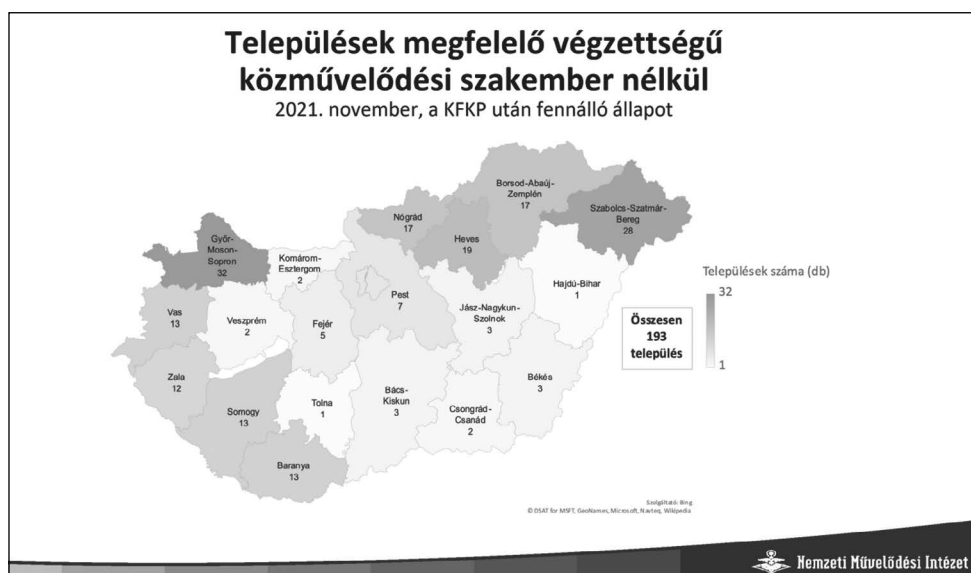 Települések megfelelő végzettségű
közművelődési szakember nélkül
2021. november, a KFKP után fennálló állapot
Borsod-Abaúj-
Zemplén
17
Szabolcs-Szatmár-
Bereg
28
Nógrád
17
Heves
19
Győr-
Moson-
Sopron
32
Komárom-
Esztergom
2
Hajdú-Bihar
1
Pest
7
Jász-Nagykun-
Szolnok
3
Vas
13
Veszprém
2
Fejér
5
Települések száma (db)
32
1
Összesen
193
település
Zala
12
Somogy
13
Tolna
1
Bács-
Kiskun
3
Csongrád-
Csanád
2
Békés
3
Baranya
13
Szolgáltató: Bing
© DSAT for MSFT, GeoNames, Microsoft, Navteq, Wikipedia
Nemzeti Művelődési Intézet